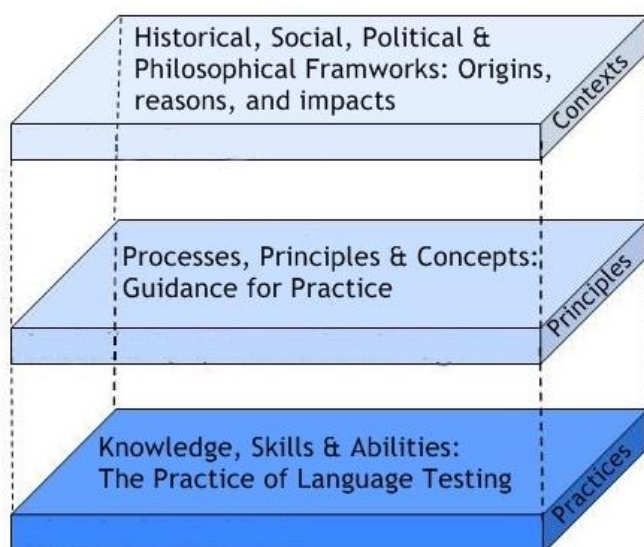 Historical, Social, Political &
Philosophical Framworks: Origins,
reasons, and impacts
Contexts
Processes, Principles & Concepts:
Guidance for Practice
Principles
Knowledge, Skills & Abilities:
The Practice of Language Testing
Practices